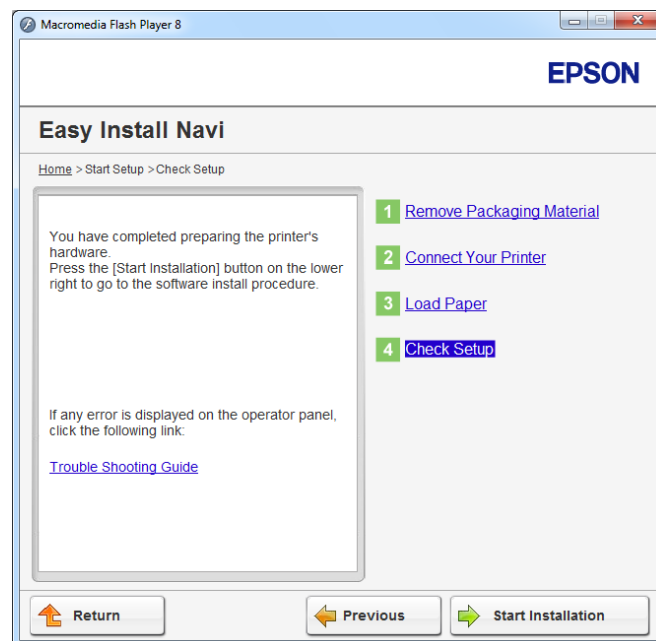 Macromedia Flash Player 8
EPSON
Easy Install Navi
Home > Start Setup >Check Setup
You have completed preparing the printer's
hardware.
Press the [Start Installation] button on the lower
right to go to the software install procedure.
If any error is displayed on the operator panel,
click the following link:
Trouble Shooting Guide
1 Remove Packaging Material
2 Connect Your Printer
3 Load Paper
4 Check Setup
Return
Previous
Start Installation